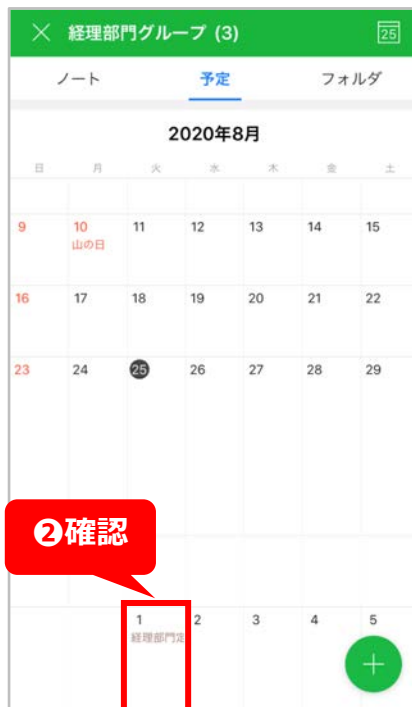 経理部門グループ (3) 25
ノート 予定 フォルダ
2020年8月
日 月 火 水 木 金 土
9 10 11 12 13 14 15
山の日
16 17 18 19 20 21 22
23 24 25 26 27 28 29
❷確認
1 2 3 4 5
経理部門定
+